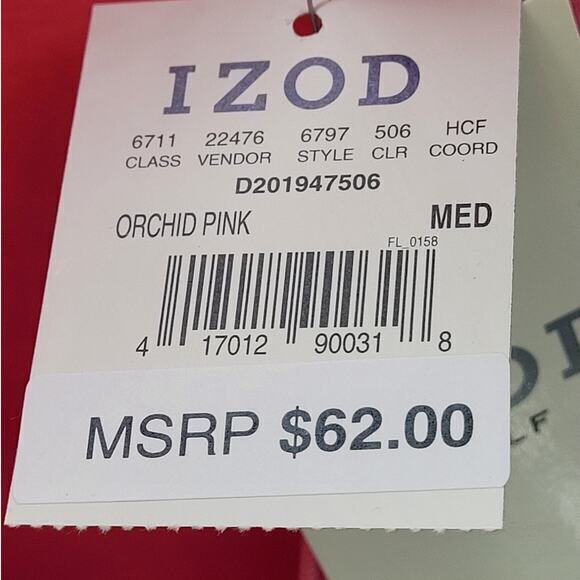 IZOD
6711 22476 6797 506 HCF
CLASS VENDOR STYLE CLR COORD
D201947506
ORCHID PINK MED
FL_0158
4 17012 90031 8
MSRP $62.00